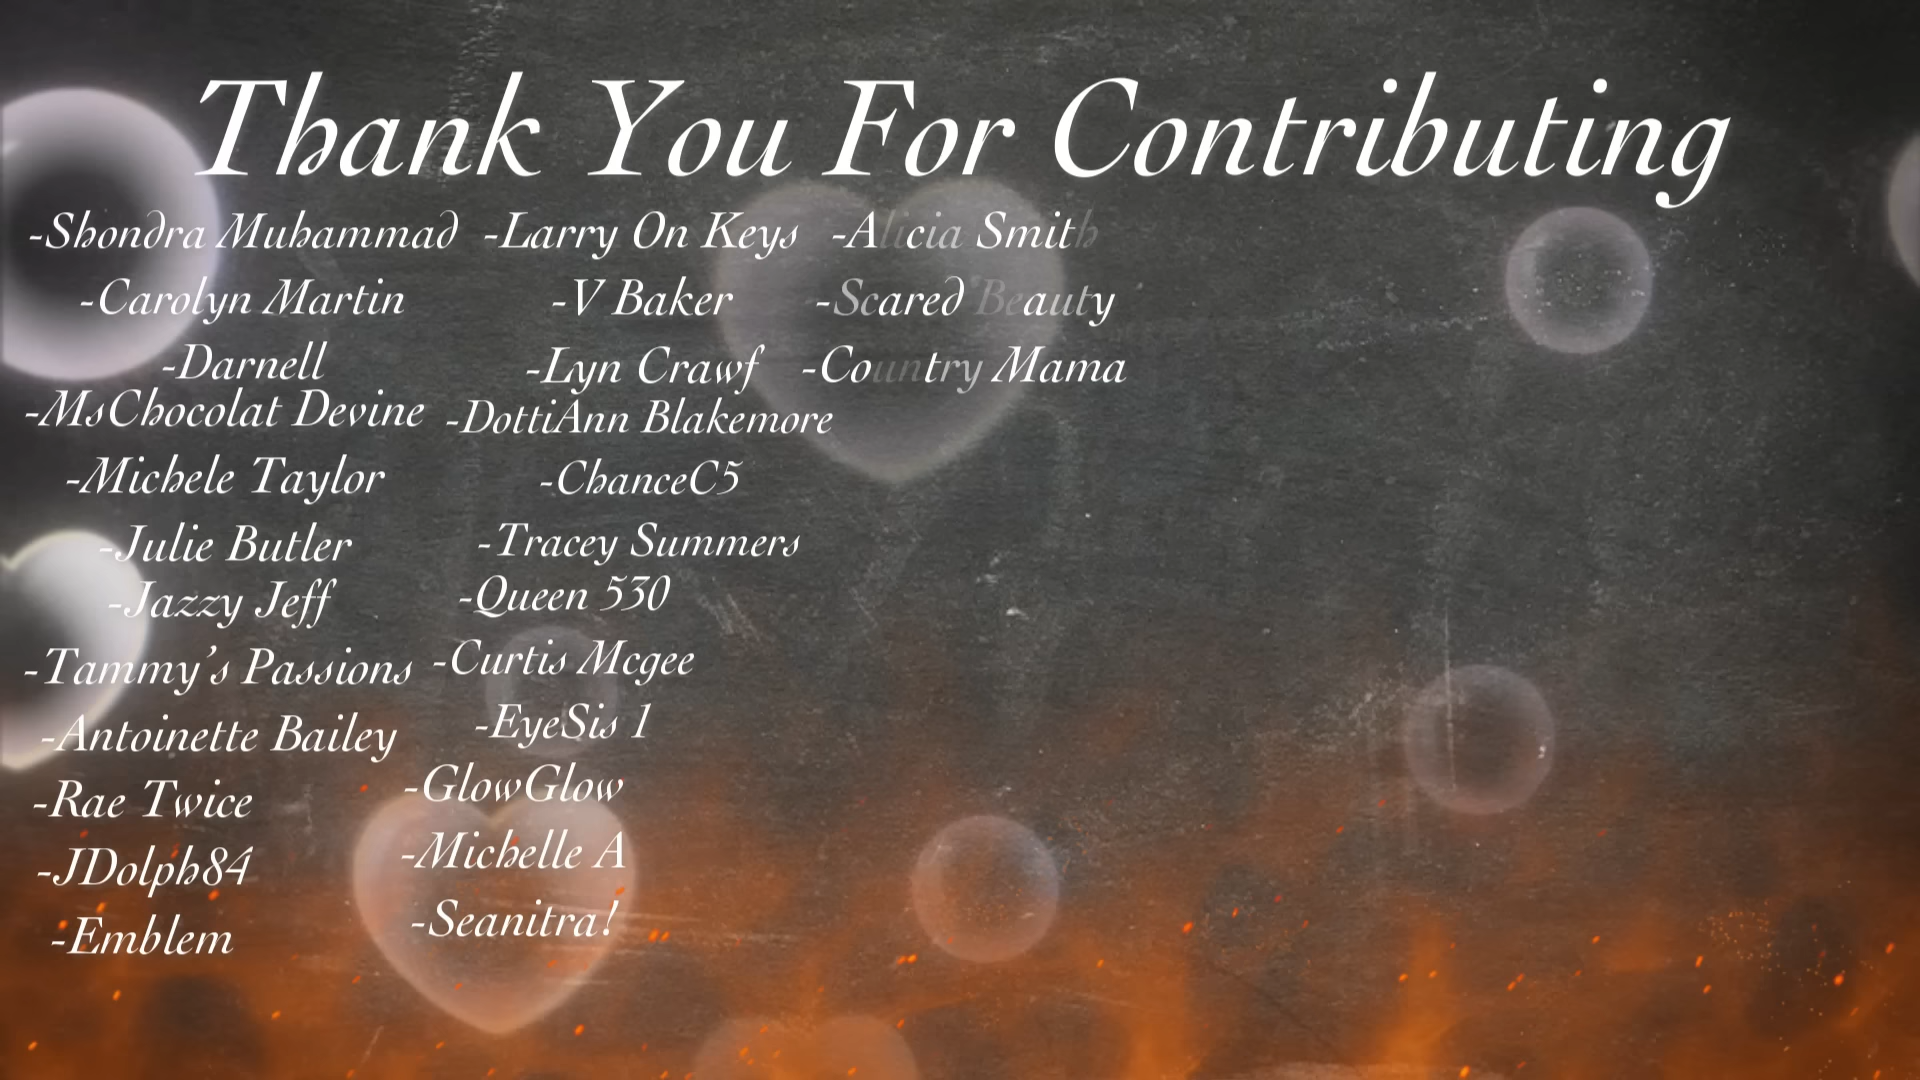 Thank You For Contributing
-Shondra Muhammad
-Carolyn Martin
-Darnell
-MsChocolat Devine
-Michele Taylor
-Julie Butler
-Jazzy Jeff
-Tammy's Passions
-Antoinette Bailey
-Rae Twice
-JDolph84
-Emblem
-Larry On Keys
-V Baker
-Lyn Crawf
-DottiAnn Blakemore
-ChanceC5
-Tracey Summers
-Queen 530
-Curtis Mcgee
-EyeSis 1
-GlowGlow
-Michelle A
-Seanitra!
-Alicia Smith
-Scared Beauty
-Country Mama